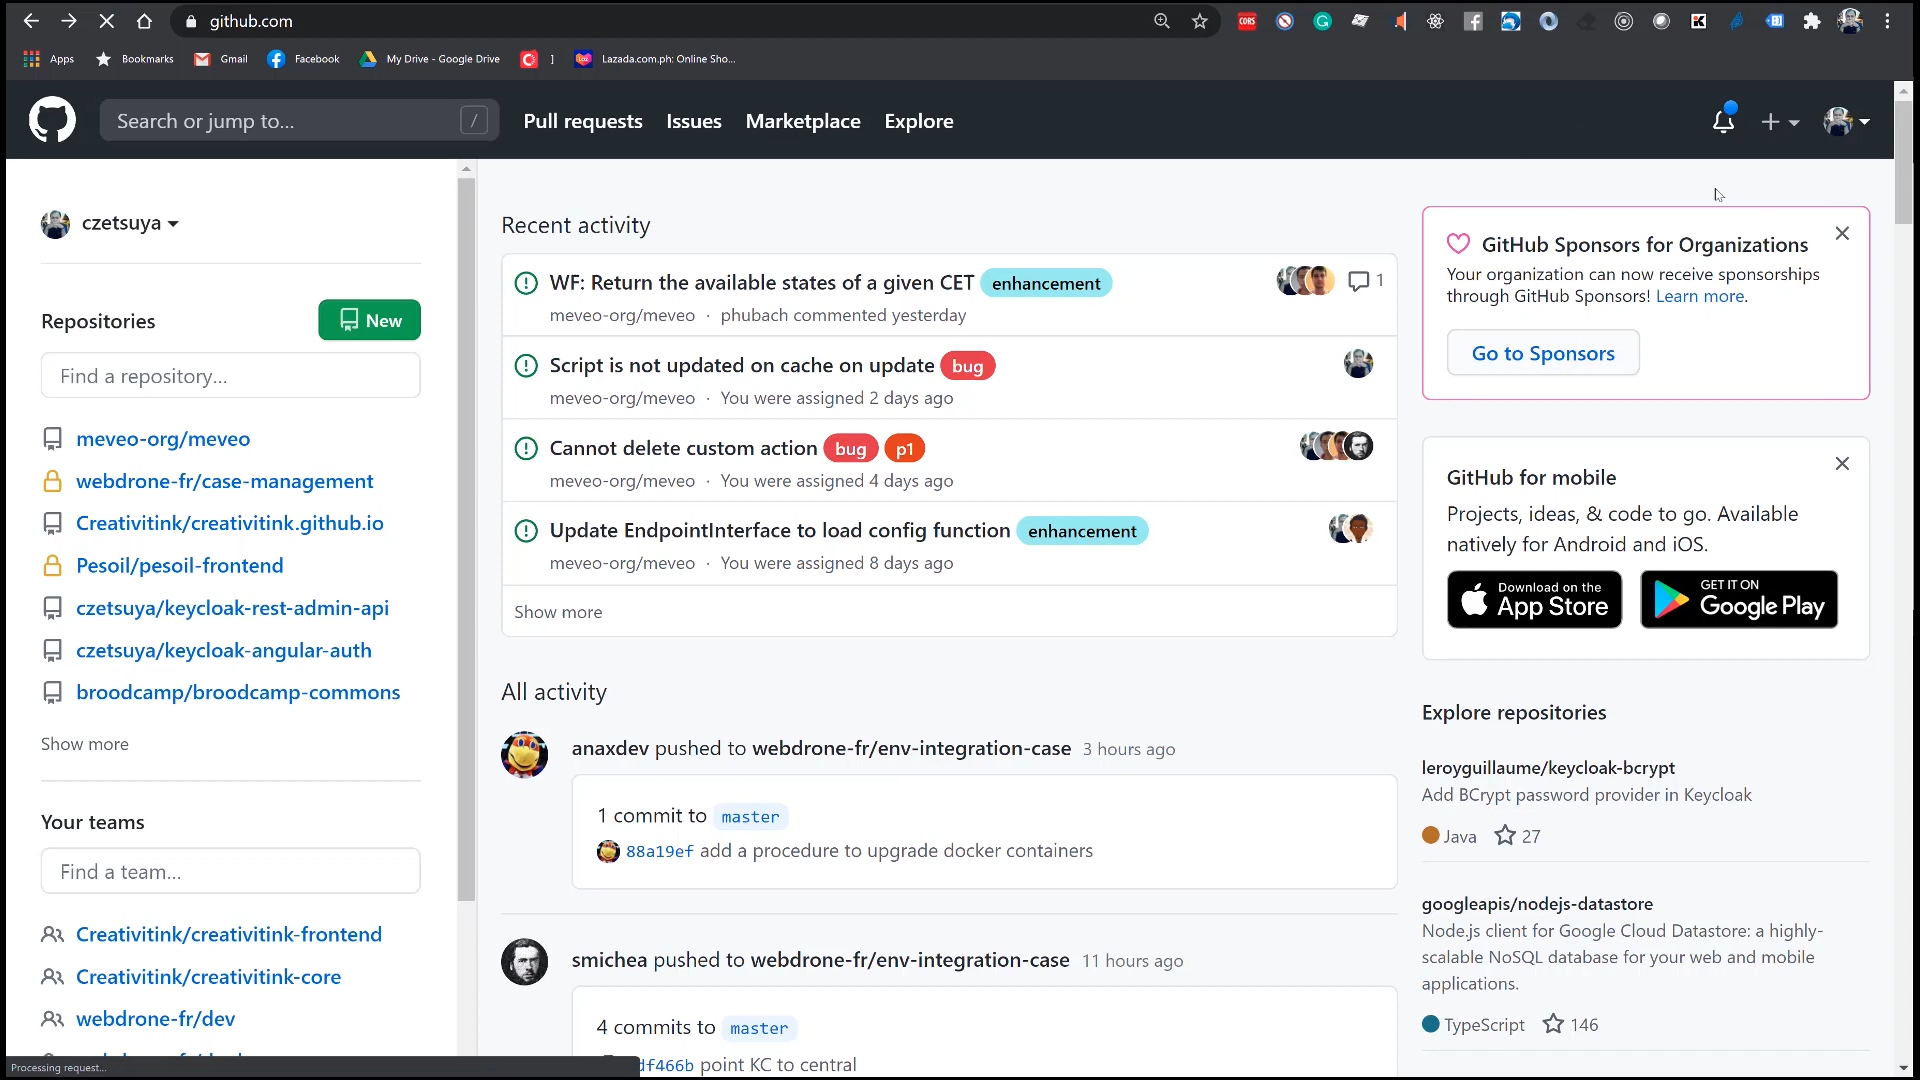 github.com
CORS
Apps
Bookmarks
Gmail
Facebook
My Drive - Google Drive
]
Lazada.com.ph: Online Sho...
Search or jump to...
/
Pull requests
Issues
Marketplace
Explore
czetsuya
Repositories
New
Find a repository...
meveo-org/meveo
webdrone-fr/case-management
Creativitink/creativitink.github.io
Pesoil/pesoil-frontend
czetsuya/keycloak-rest-admin-api
czetsuya/keycloak-angular-auth
broodcamp/broodcamp-commons
Show more
Your teams
Find a team...
Creativitink/creativitink-frontend
Creativitink/creativitink-core
webdrone-fr/dev
Processing request...
Recent activity
WF: Return the available states of a given CET enhancement
1
meveo-org/meveo · phubach commented yesterday
Script is not updated on cache on update bug
meveo-org/meveo · You were assigned 2 days ago
Cannot delete custom action bug p1
meveo-org/meveo · You were assigned 4 days ago
Update EndpointInterface to load config function enhancement
meveo-org/meveo · You were assigned 8 days ago
Show more
All activity
anaxdev pushed to webdrone-fr/env-integration-case 3 hours ago
1 commit to master
88a19ef add a procedure to upgrade docker containers
smichea pushed to webdrone-fr/env-integration-case 11 hours ago
4 commits to master
df466b point KC to central
GitHub Sponsors for Organizations
Your organization can now receive sponsorships
through GitHub Sponsors! Learn more.
Go to Sponsors
GitHub for mobile
Projects, ideas, & code to go. Available
natively for Android and iOS.
Download on the
App Store
GET IT ON
Google Play
Explore repositories
leroyguillaume/keycloak-bcrypt
Add BCrypt password provider in Keycloak
Java 27
googleapis/nodejs-datastore
Node.js client for Google Cloud Datastore: a highly-
scalable NoSQL database for your web and mobile
applications.
TypeScript 146